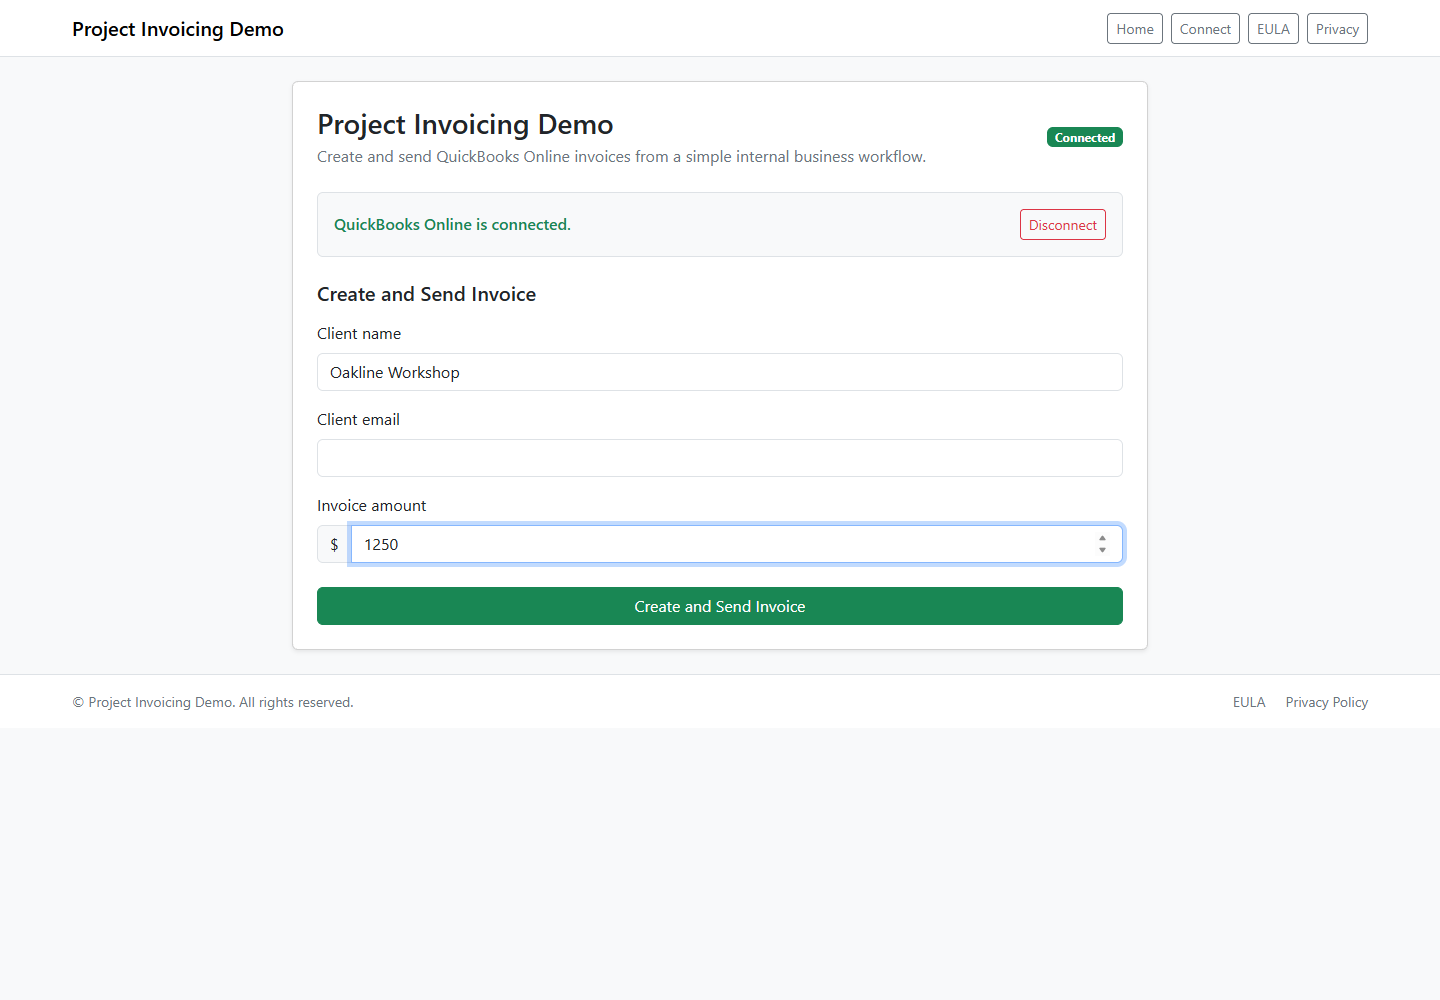 Project Invoicing Demo
Home
Connect
EULA
Privacy
Project Invoicing Demo
Create and send QuickBooks Online invoices from a simple internal business workflow.
Connected
QuickBooks Online is connected.
Disconnect
Create and Send Invoice
Client name
Oakline Workshop
Client email
Invoice amount
$ 1250
Create and Send Invoice
© Project Invoicing Demo. All rights reserved.
EULA
Privacy Policy